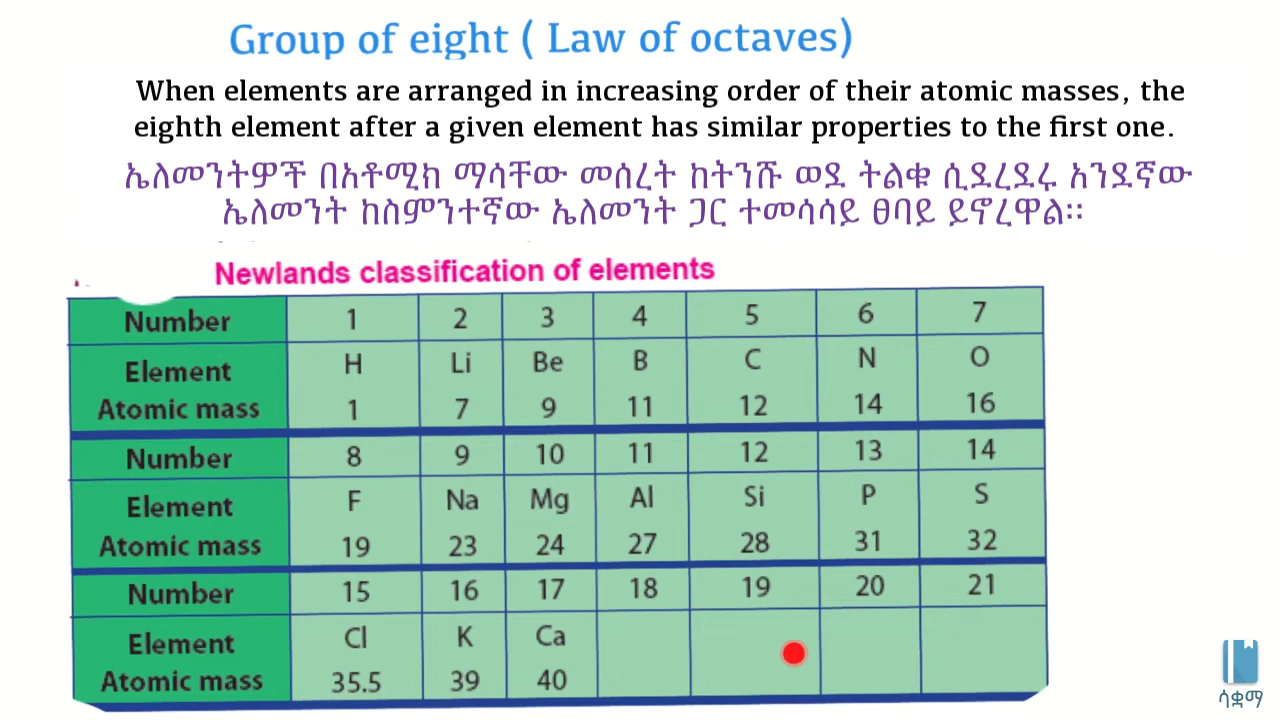 Group of eight ( Law of octaves)
When elements are arranged in increasing order of their atomic masses, the
eighth element after a given element has similar properties to the first one.
ኤለመንትዎች በአቶሚክ ማሳቸው መሰረት ከትንሹ ወደ ትልቁ ሲደረደሩ አንደኛው
ኤለመንት ከስምንተኛው ኤለመንት ጋር ተመሳሳይ ፀባይ ይኖረዋል፡፡
Newlands classification of elements
Number 1 2 3 4 5 6 7
Element H Li Be B C N O
Atomic mass 1 7 9 11 12 14 16
Number 8 9 10 11 12 13 14
Element F Na Mg Al Si P S
Atomic mass 19 23 24 27 28 31 32
Number 15 16 17 18 19 20 21
Element Cl K Ca
Atomic mass 35.5 39 40
ሳቋማ